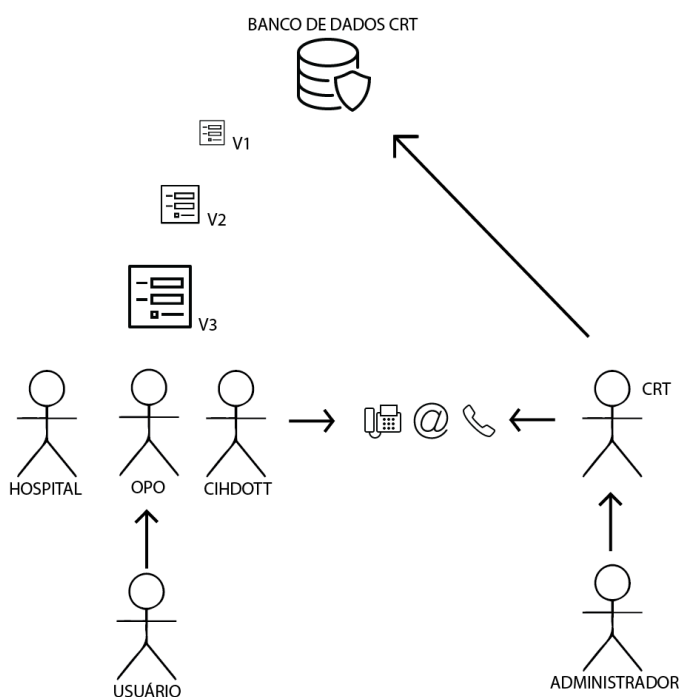 BANCO DE DADOS CRT
V1
V2
V3
CRT
HOSPITAL
OPO
CIHDOTT
USUÁRIO
ADMINISTRADOR